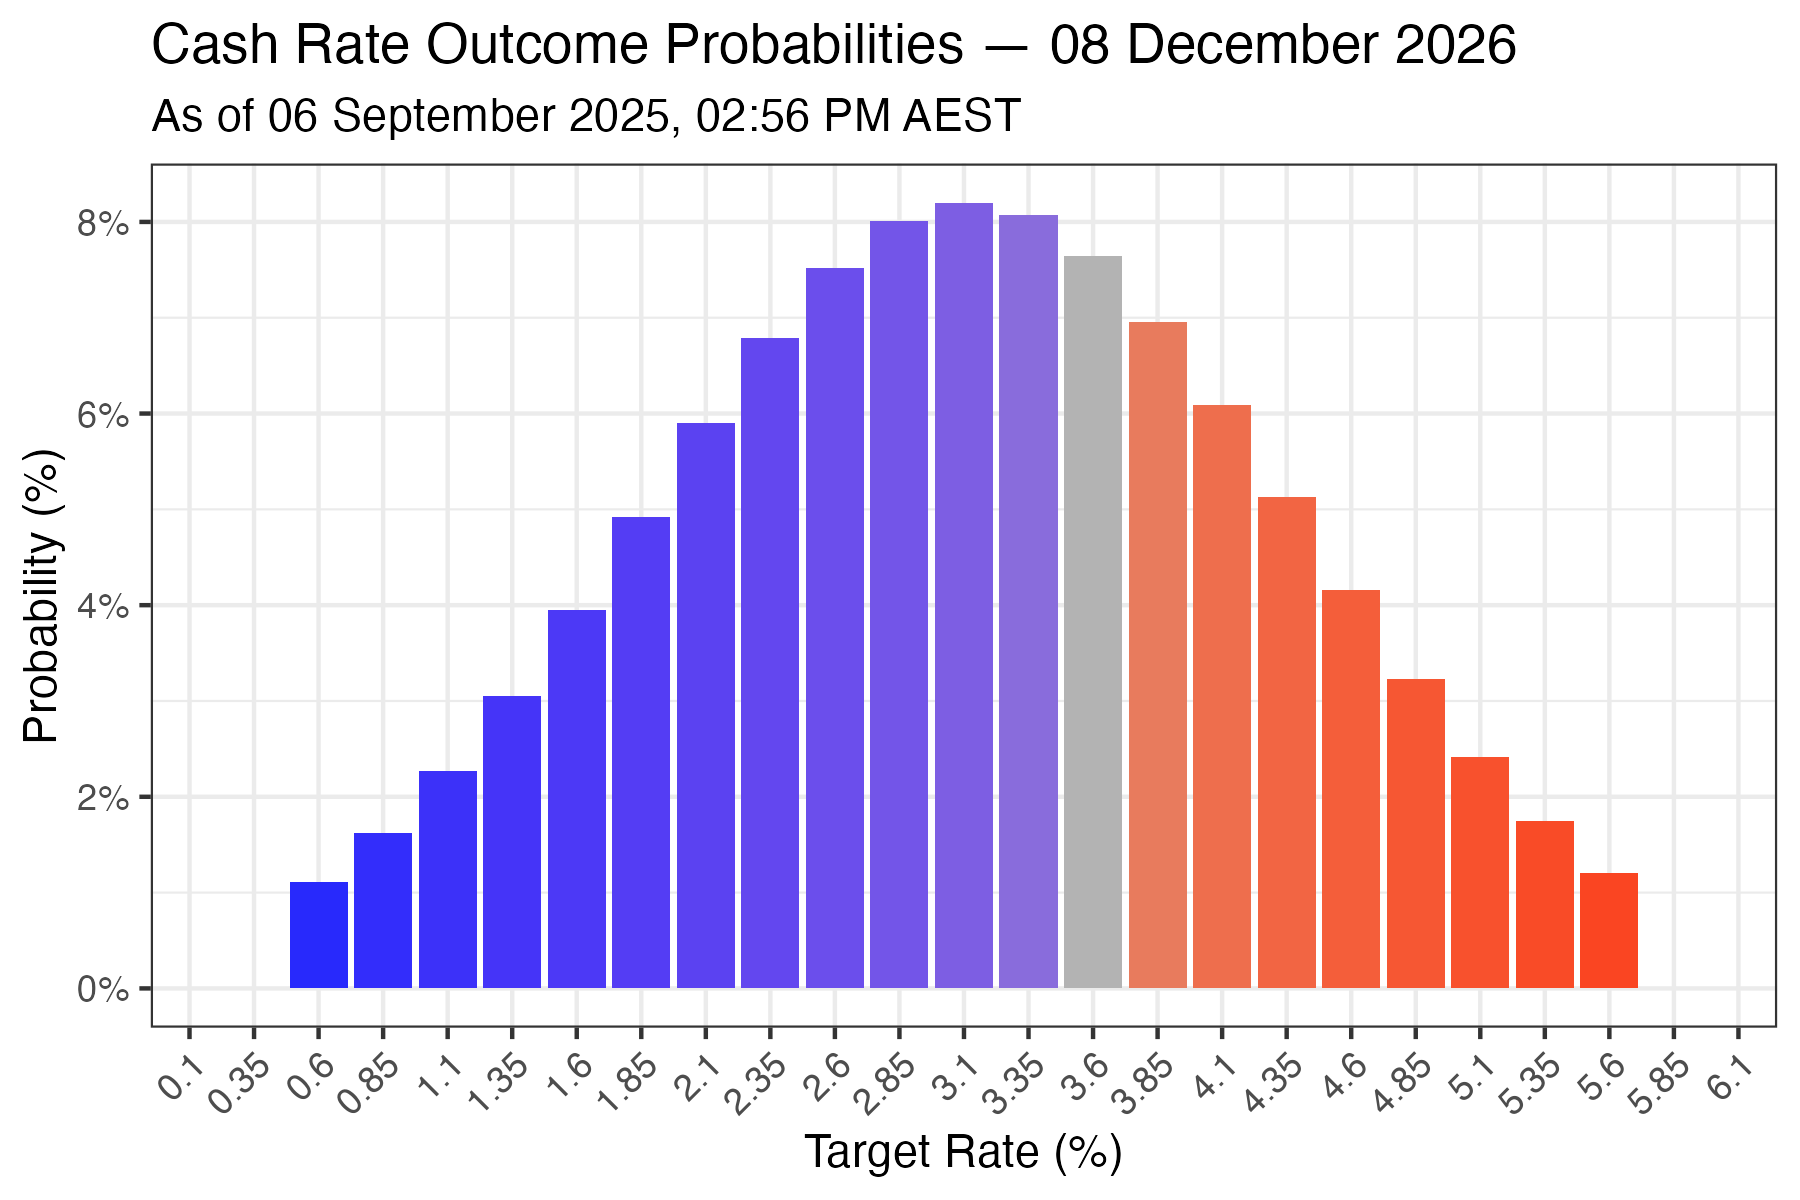 Cash Rate Outcome Probabilities — 08 December 2026
As of 06 September 2025, 02:56 PM AEST
Probability (%)
8%
6%
4%
2%
0%
0.1 0.35 0.6 0.85 1.1 1.35 1.6 1.85 2.1 2.35 2.6 2.85 3.1 3.35 3.6 3.85 4.1 4.35 4.6 4.85 5.1 5.35 5.6 5.85 6.1
Target Rate (%)